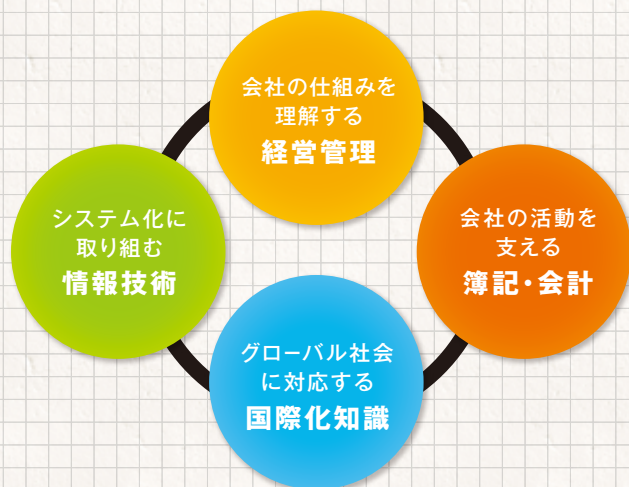 会社の仕組みを
理解する
経営管理
システム化に
取り組む
情報技術
会社の活動を
支える
簿記・会計
グローバル社会
に対応する
国際化知識